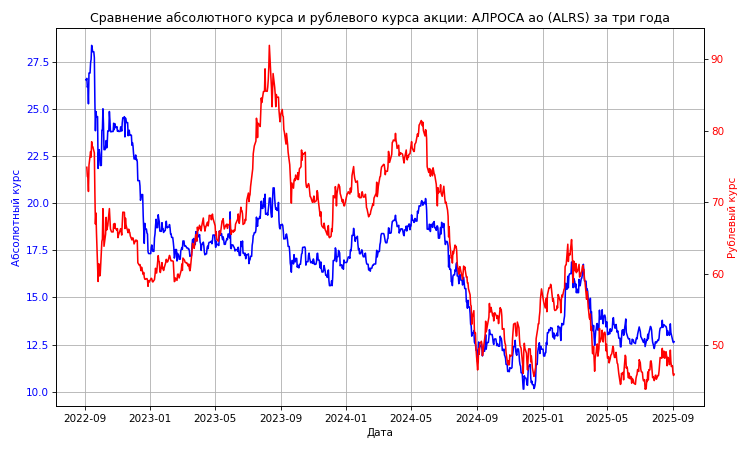 Сравнение абсолютного курса и рублевого курса акции: АЛРОСА ао (ALRS) за три года
27.5
25.0
22.5
20.0
17.5
15.0
12.5
10.0
Абсолютный курс
90
80
70
60
50
Рублевый курс
2022-09 2023-01 2023-05 2023-09 2024-01 2024-05 2024-09 2025-01 2025-05 2025-09
Дата